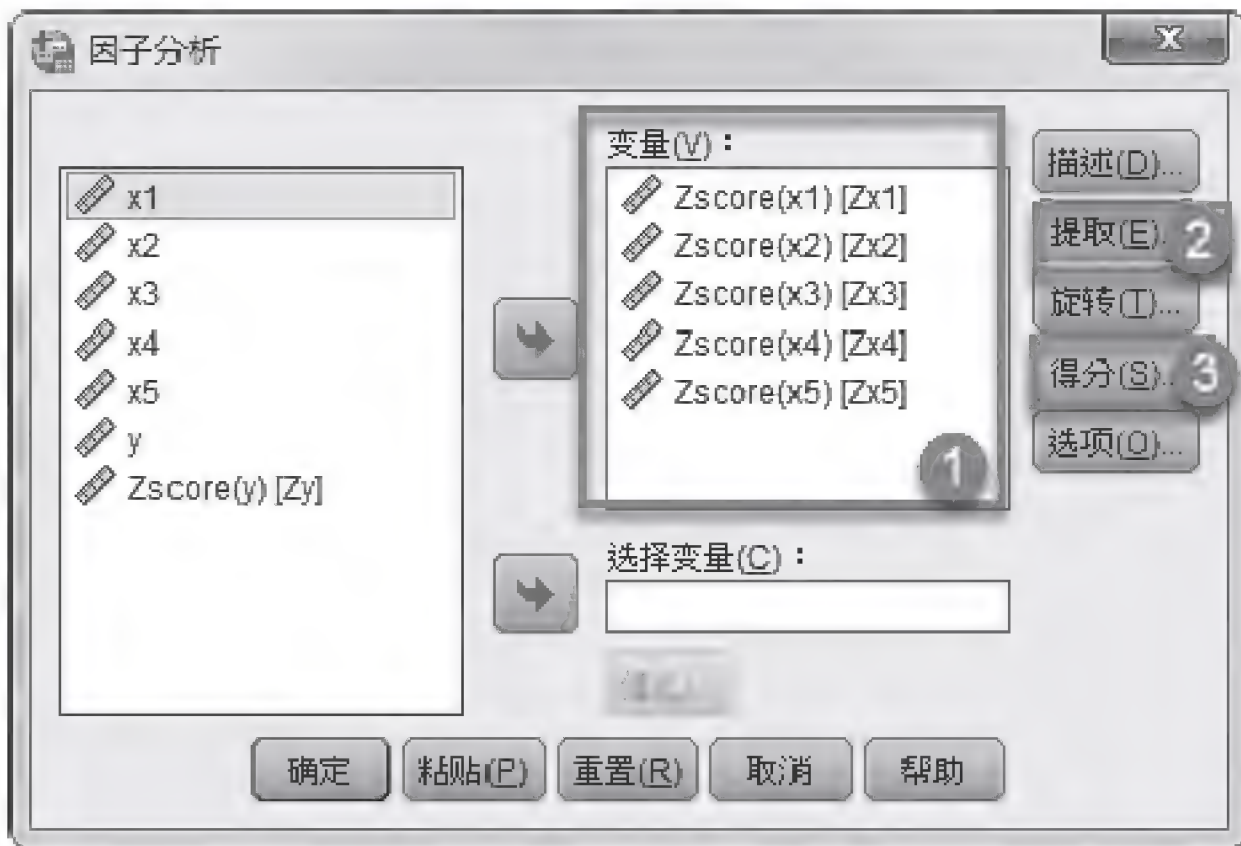 因子分析
x1
x2
x3
x4
x5
y
Zscore(y) [Zy]
变量(V)：
Zscore(x1) [Zx1]
Zscore(x2) [Zx2]
Zscore(x3) [Zx3]
Zscore(x4) [Zx4]
Zscore(x5) [Zx5]
1
选择变量(C)：
描述(D)...
提取(E). 2
旋转(T)...
得分(S).. 3
选项(O)...
确定 粘贴(P) 重置(R) 取消 帮助